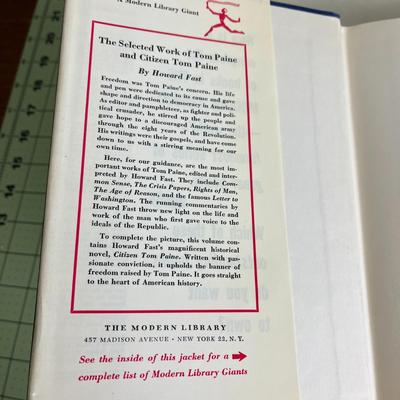 A Modern Library Giant
The Selected Work of Tom Paine
and Citizen Tom Paine
By Howard Fast
Freedom was Tom Paine's concern. His life
and pen were dedicated to its cause and gave
shape and direction to democracy in America.
As editor and pamphleteer, as fighter and poli-
tical crusader, he stirred up the people and
gave hope to a discouraged American army
through the eight years of the Revolution.
His writings were their gospels, and have come
down to us with a stirring meaning for our
own time.
Here, for our guidance, are the most im-
portant works of Tom Paine, edited and inter-
preted by Howard Fast. They include Com-
mon Sense, The Crisis Papers, Rights of Man,
The Age of Reason, and the famous Letter to
Washington. The running commentaries by
Howard Fast throw new light on the life and
work of the man who first gave voice to the
ideals of the Republic.
To complete the picture, this volume con-
tains Howard Fast's magnificent historical
novel, Citizen Tom Paine. Written with pas-
sionate conviction, it upholds the banner of
freedom raised by Tom Paine. It goes straight
to the heart of American history.
THE MODERN LIBRARY
457 MADISON AVENUE · NEW YORK 22, N. Y.
See the inside of this jacket for a
complete list of Modern Library Giants
13
14
15
16
17
18
19
20
21